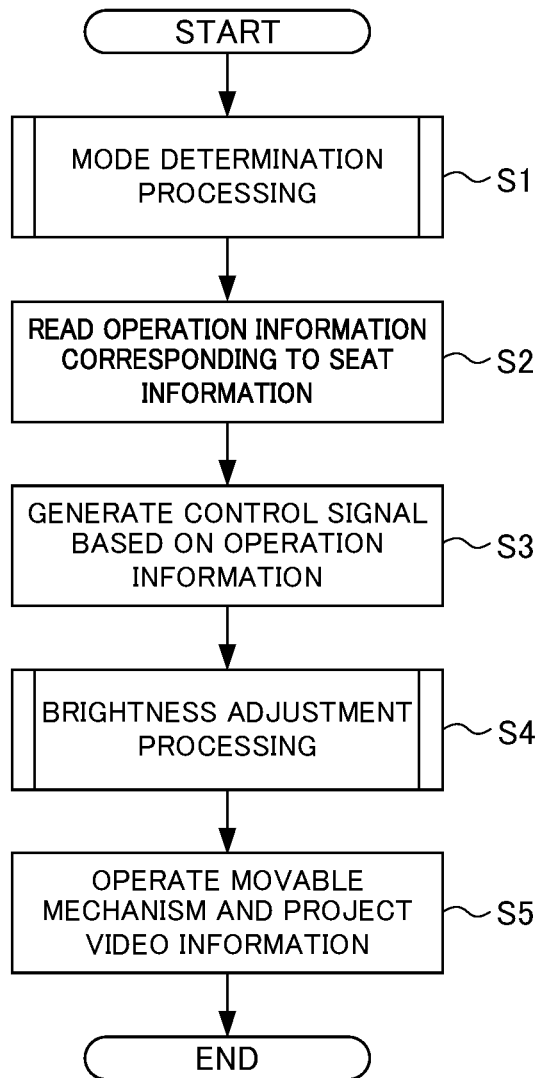 START
MODE DETERMINATION
PROCESSING
S1
READ OPERATION INFORMATION
CORRESPONDING TO SEAT
INFORMATION
S2
GENERATE CONTROL SIGNAL
BASED ON OPERATION
INFORMATION
S3
BRIGHTNESS ADJUSTMENT
PROCESSING
S4
OPERATE MOVABLE
MECHANISM AND PROJECT
VIDEO INFORMATION
S5
END